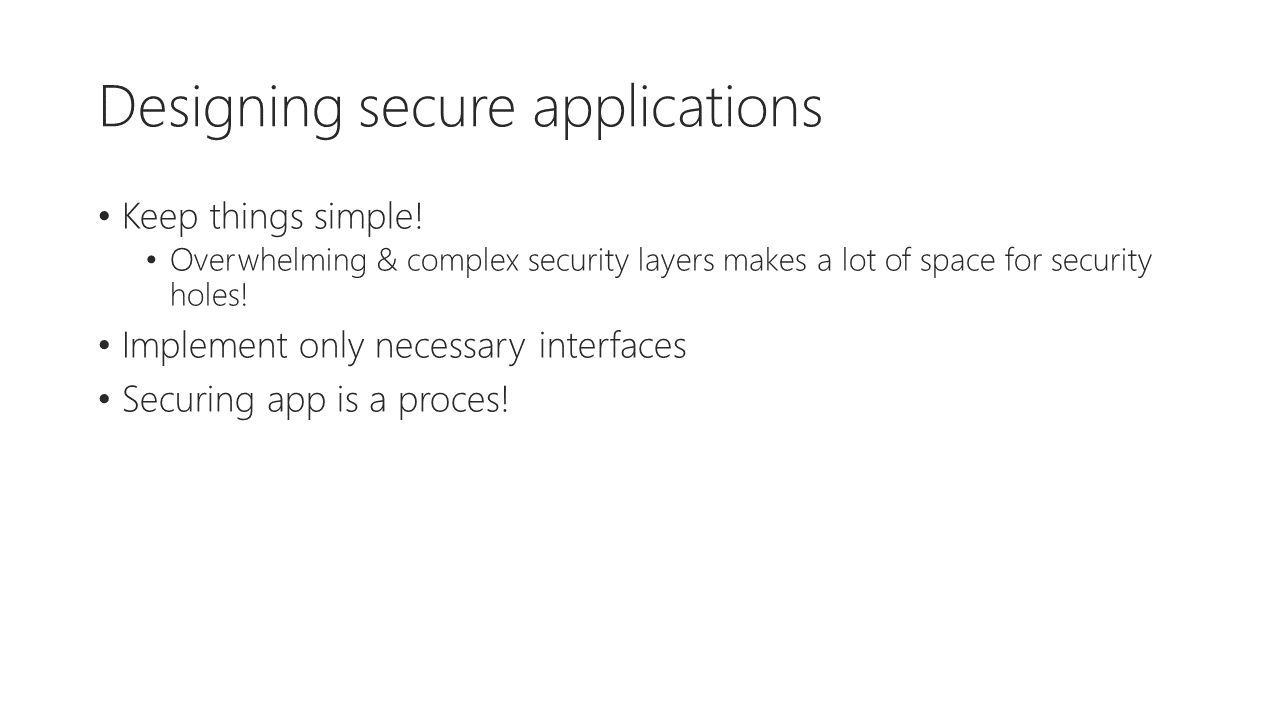 Designing secure applications
• Keep things simple!
• Overwhelming & complex security layers makes a lot of space for security
holes!
• Implement only necessary interfaces
• Securing app is a proces!